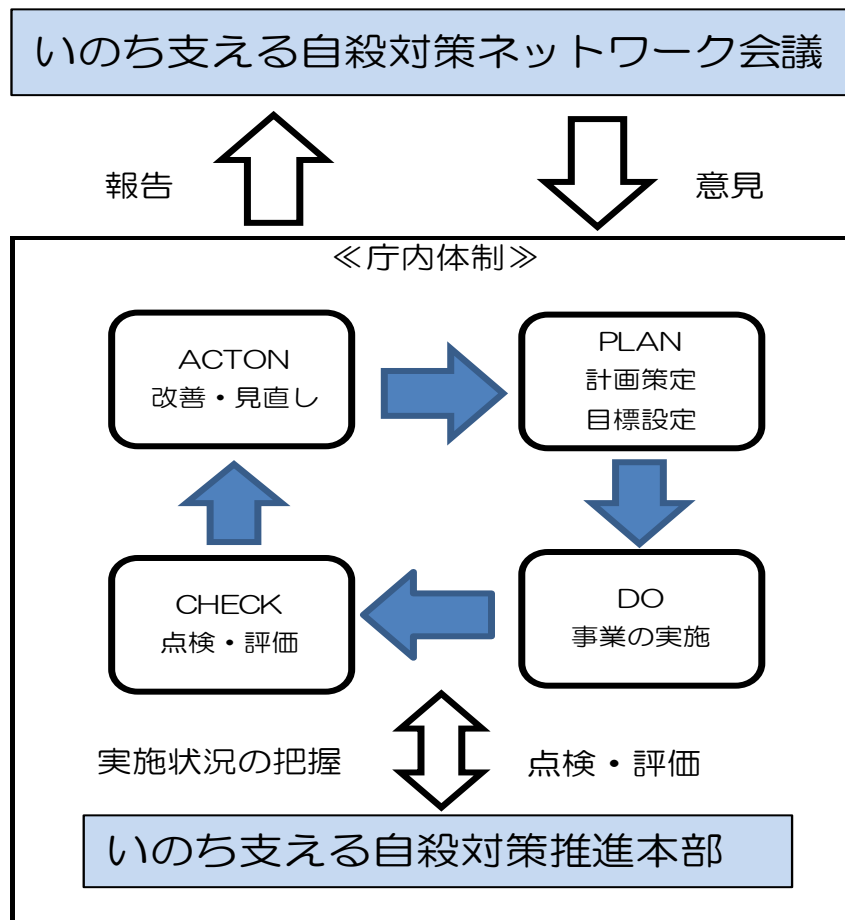 いのち支える自殺対策ネットワーク会議
報告
意見
≪庁内体制≫
ACTON
改善・見直し
PLAN
計画策定
目標設定
CHECK
点検・評価
DO
事業の実施
実施状況の把握
点検・評価
いのち支える自殺対策推進本部